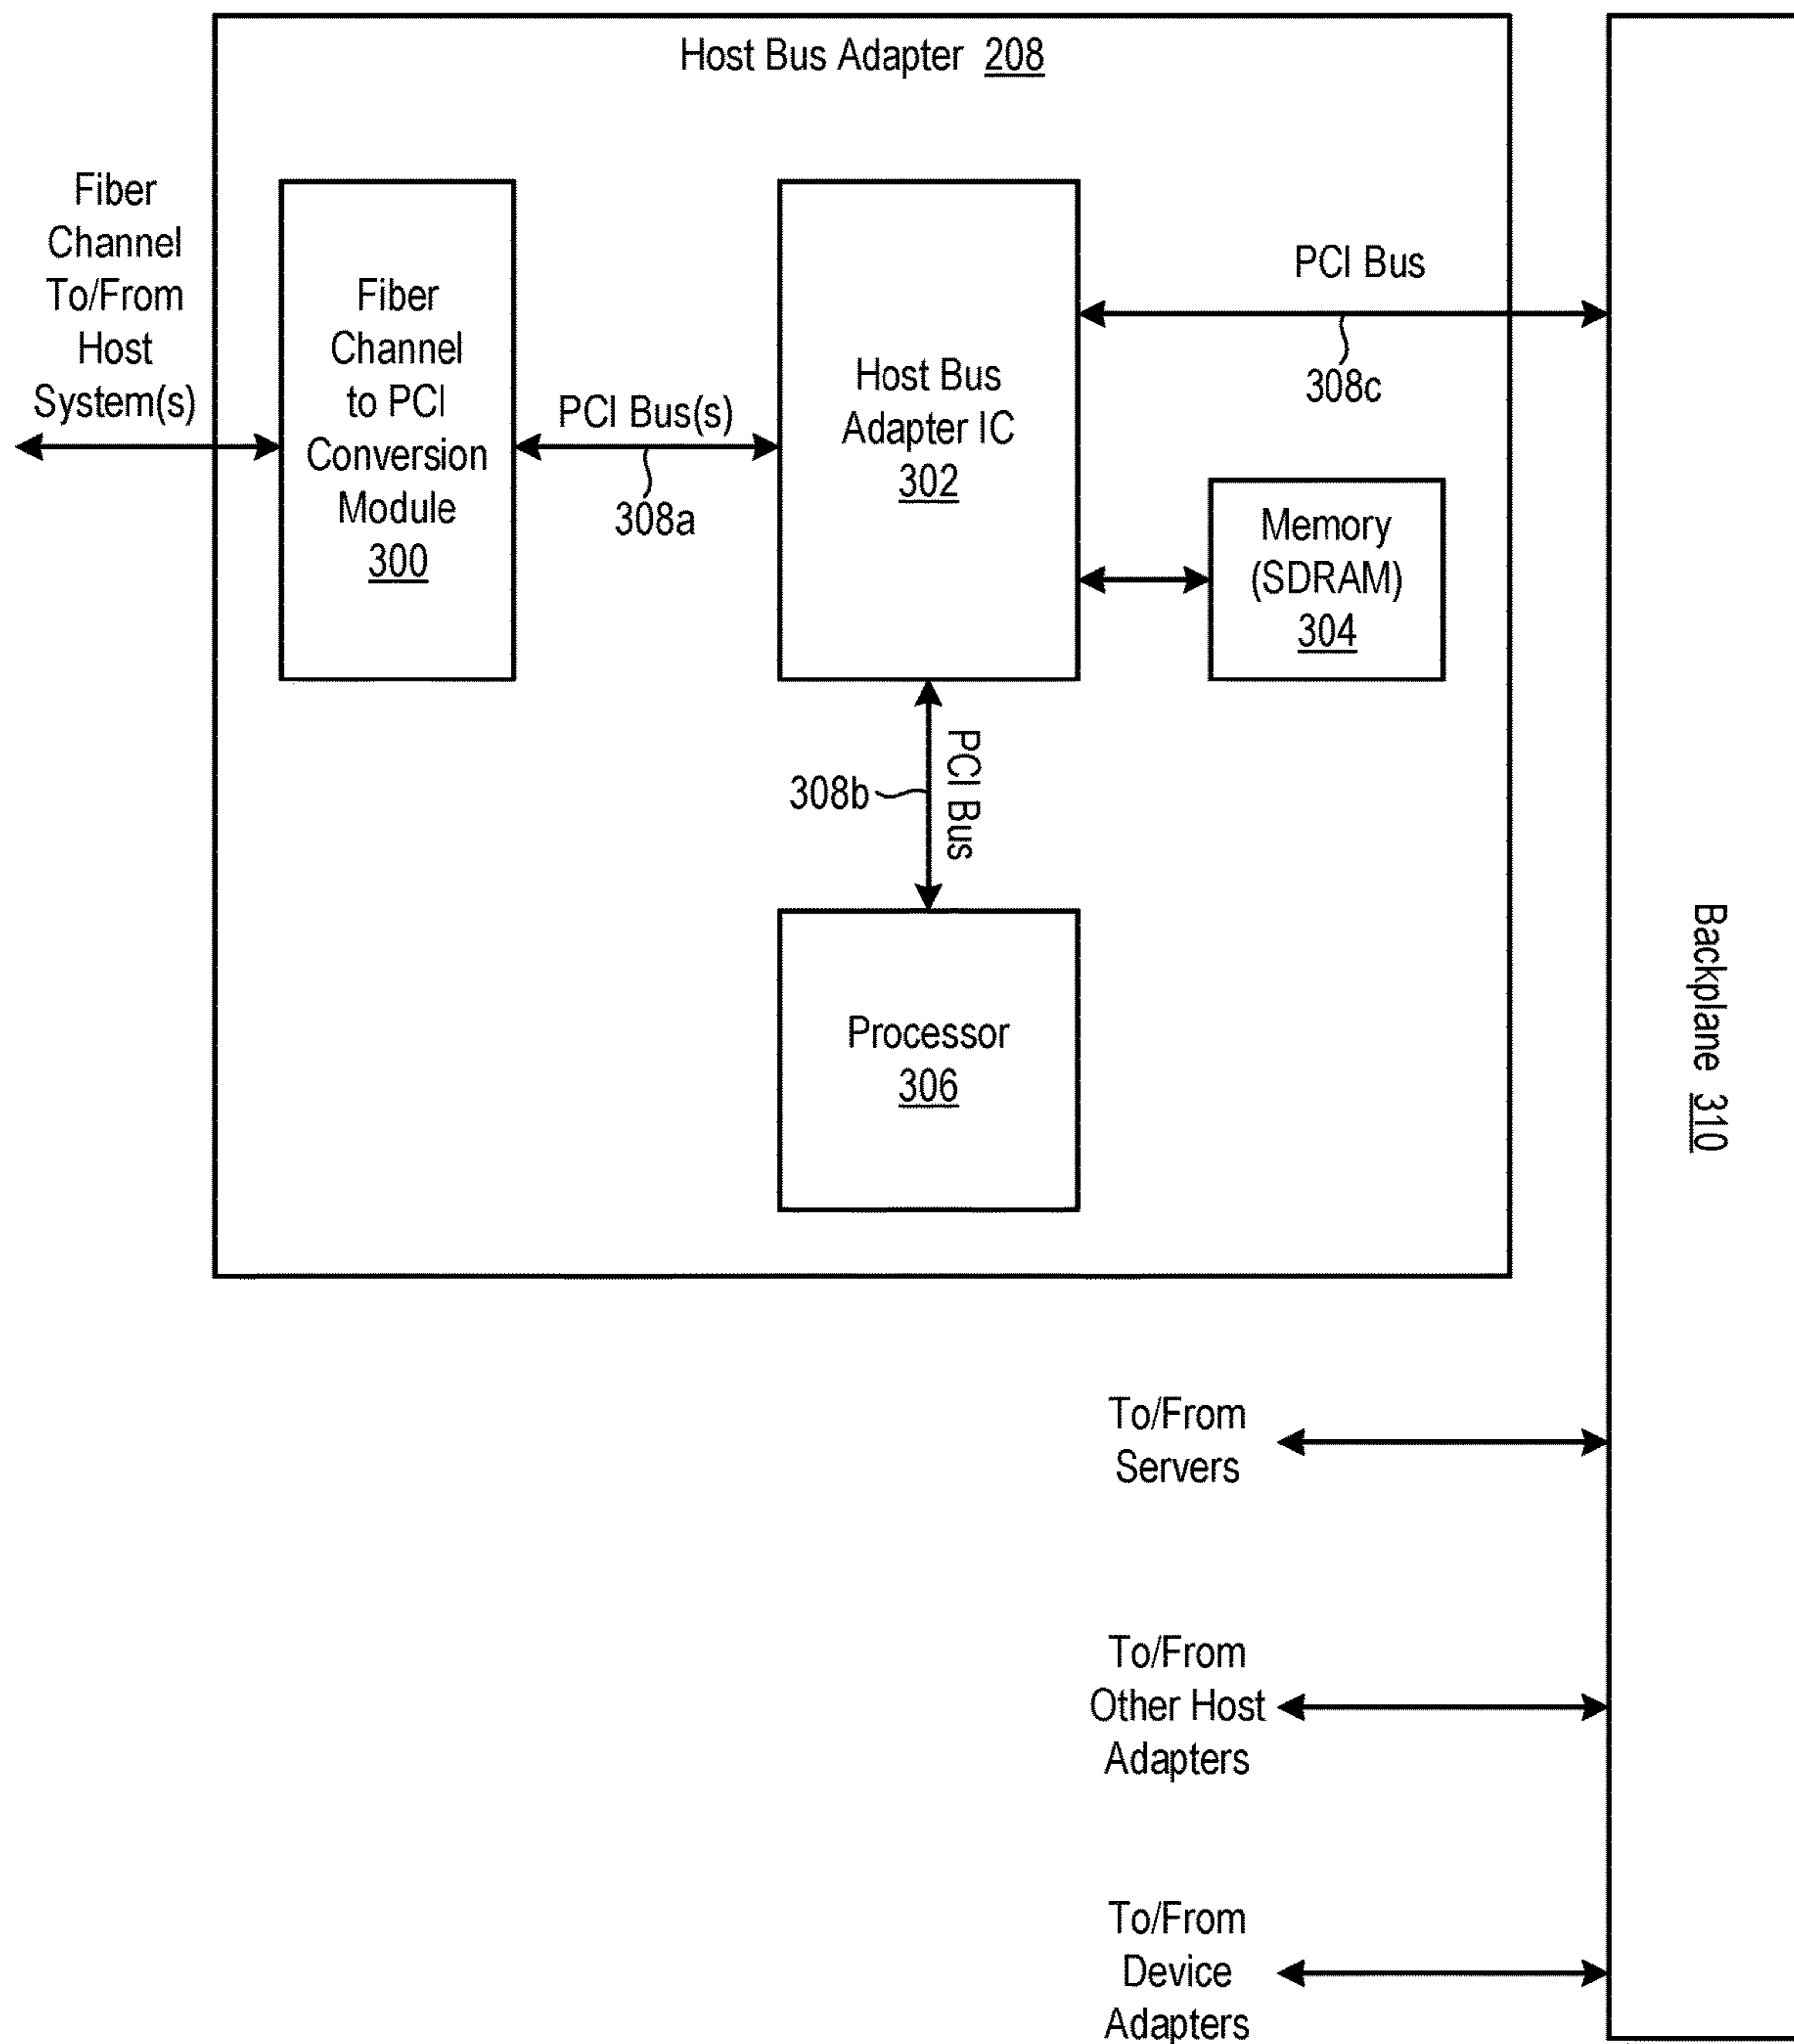 Host Bus Adapter 208
Fiber
Channel
To/From
Host
System(s)
Fiber
Channel
to PCI
Conversion
Module
300
PCI Bus(s)
308a
Host Bus
Adapter IC
302
PCI Bus
308c
Memory
(SDRAM)
304
308b
PCI Bus
Processor
306
Backplane 310
To/From
Servers
To/From
Other Host
Adapters
To/From
Device
Adapters